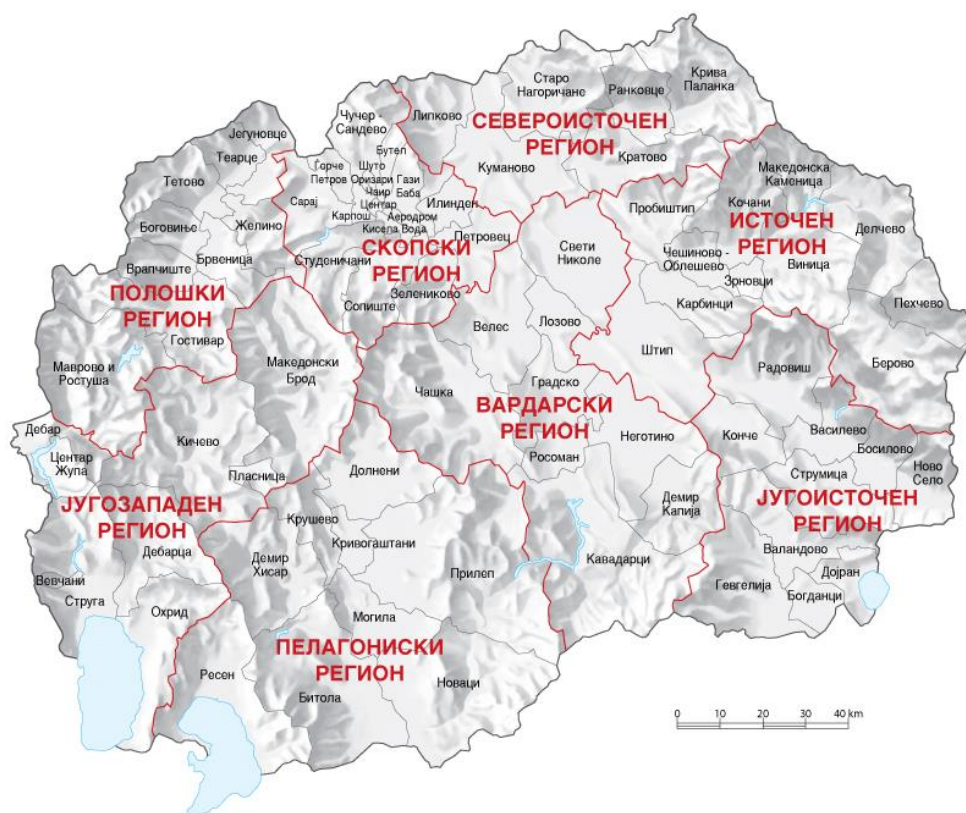 Старо
Нагоричане
Ранковце
Крива
Паланка
Чучер -
Сандево
Липково
СЕВЕРОИСТОЧЕН
РЕГИОН
Куманово
Кратово
Јегуновце
Теарце
Тетово
Боговиње
Желино
Брвеница
Врапчиште
ПОЛОШКИ
РЕГИОН
Гостивар
Маврово и
Ростуша
Бутел
Ѓорче
Петров
Шуто
Оризари
Гази
Баба
Чаир
Центар
Сарај
Карпош
Аеродром
Илинден
Кисела Вода
Петровец
СКОПСКИ
РЕГИОН
Студеничани
Зелениково
Сопиште
Македонска
Каменица
Пробиштип
Кочани
ИСТОЧЕН
РЕГИОН
Делчево
Чешиново -
Облешево
Виница
Зрновци
Карбинци
Пехчево
Штип
Берово
Свети
Николе
Велес
Лозово
Чашка
Градско
ВАРДАРСКИ
РЕГИОН
Неготино
Росоман
Демир
Капија
Кавадарци
Македонски
Брод
Дебар
Центар
Жупа
Кичево
Пласница
ЈУГОЗАПАДЕН
РЕГИОН
Дебарца
Вевчани
Струга
Охрид
Долнени
Крушево
Кривогаштани
Демир
Хисар
Прилеп
Могила
ПЕЛАГОНИСКИ
РЕГИОН
Ресен
Битола
Новаци
Радовиш
Василево
Босилово
Конче
Струмица
Ново
Село
ЈУГОИСТОЧЕН
РЕГИОН
Валандово
Дојран
Гевгелија
Богданци
0 10 20 30 40 km